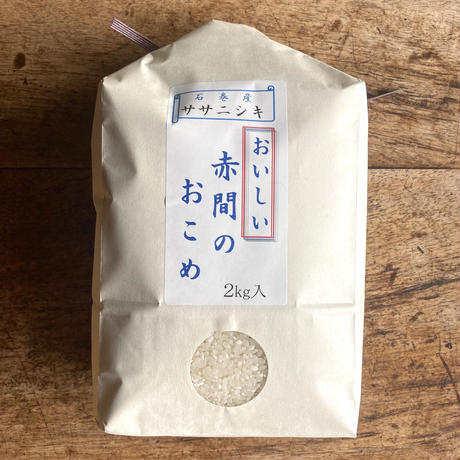 石巻産
ササニシキ
おいしい
赤間の
おこめ
2kg入